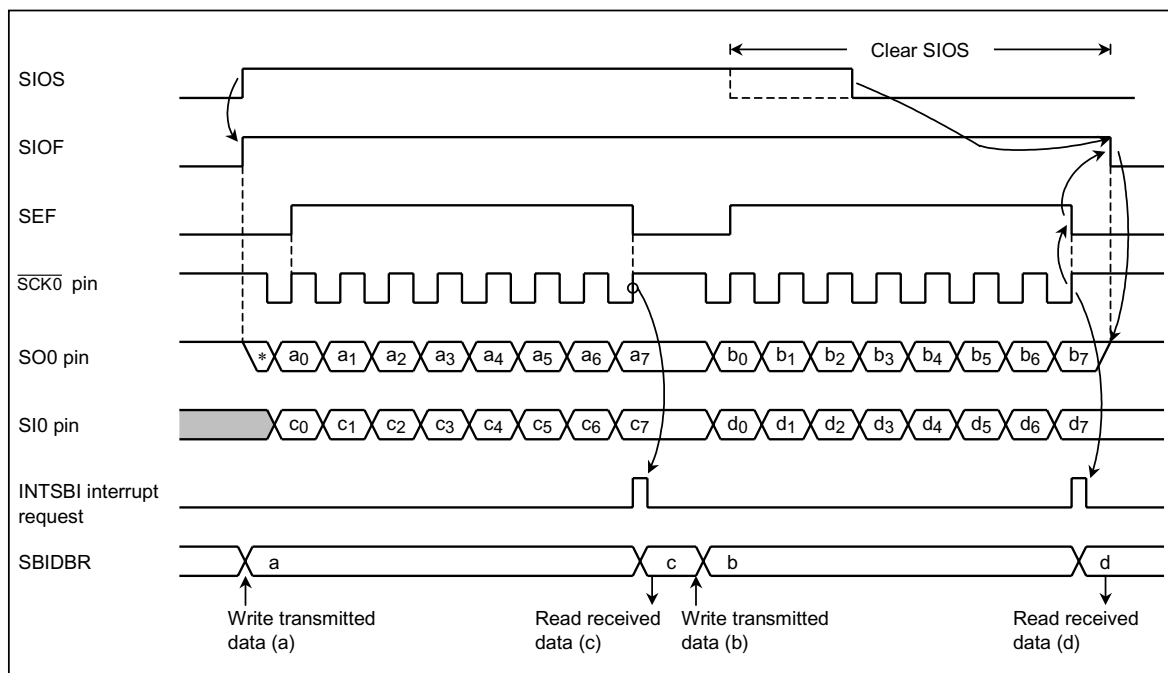 Clear SIOS
SIOS
SIOF
SEF
SCK0 pin
SO0 pin * a0 a1 a2 a3 a4 a5 a6 a7 b0 b1 b2 b3 b4 b5 b6 b7
SI0 pin c0 c1 c2 c3 c4 c5 c6 c7 d0 d1 d2 d3 d4 d5 d6 d7
INTSBI interrupt
request
SBIDBR a c b d
Write transmitted
data (a)
Read received
data (c)
Write transmitted
data (b)
Read received
data (d)